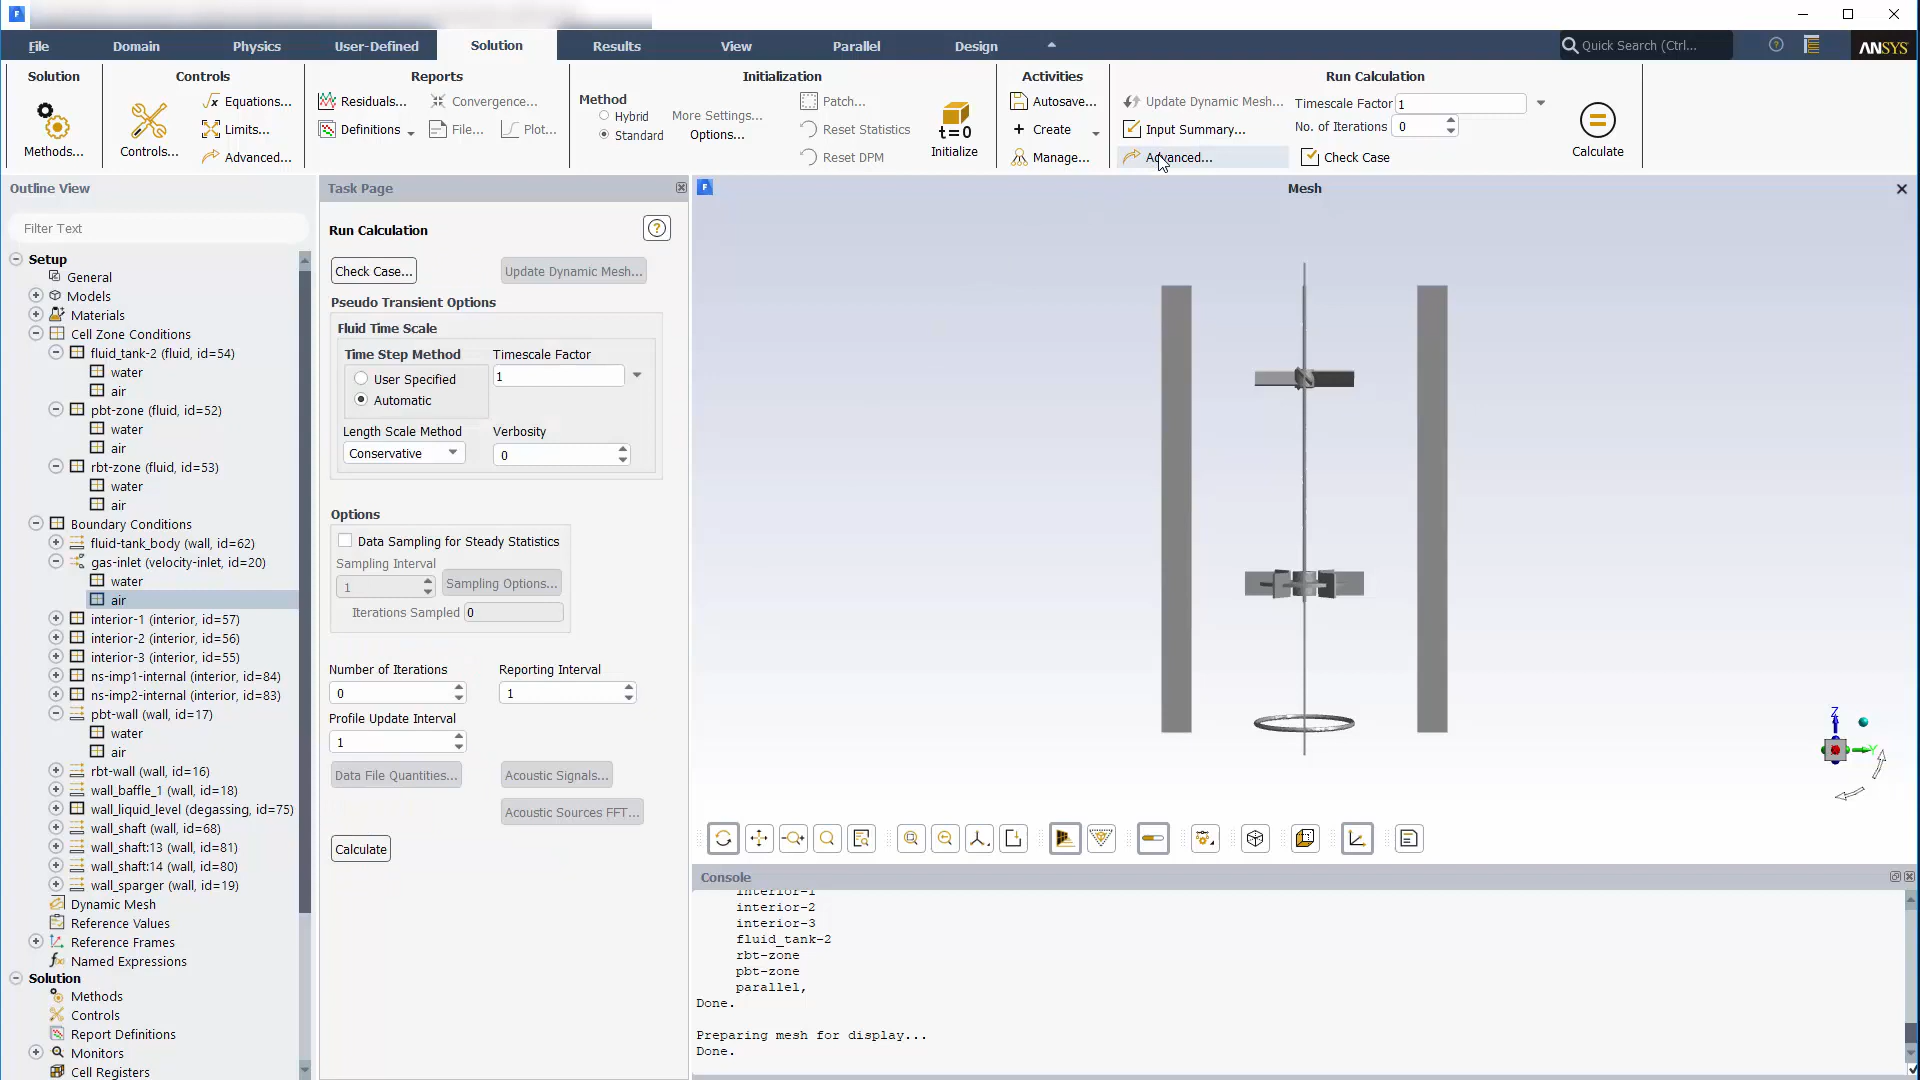 File Domain Physics User-Defined Solution Results View Parallel Design Quick Search (Ctrl... ANSYS
Solution
Methods...
Controls
Controls...
Equations...
Limits...
Advanced...
Reports
Residuals... Convergence...
Definitions File... Plot...
Initialization
Method
Hybrid
Standard
More Settings...
Options...
Patch...
Reset Statistics
Reset DPM
t=0
Initialize
Activities
Autosave...
Create
Manage...
Run Calculation
Update Dynamic Mesh...
Input Summary...
Advanced...
Timescale Factor 1
No. of Iterations 0
Check Case
Calculate
Outline View
Filter Text
Setup
General
Models
Materials
Cell Zone Conditions
fluid_tank-2 (fluid, id=54)
water
air
pbt-zone (fluid, id=52)
water
air
rbt-zone (fluid, id=53)
water
air
Boundary Conditions
fluid-tank_body (wall, id=62)
gas-inlet (velocity-inlet, id=20)
water
air
interior-1 (interior, id=57)
interior-2 (interior, id=56)
interior-3 (interior, id=55)
ns-imp1-internal (interior, id=84)
ns-imp2-internal (interior, id=83)
pbt-wall (wall, id=17)
water
air
rbt-wall (wall, id=16)
wall_baffle_1 (wall, id=18)
wall_liquid_level (degassing, id=75)
wall_shaft (wall, id=68)
wall_shaft:13 (wall, id=81)
wall_shaft:14 (wall, id=80)
wall_sparger (wall, id=19)
Dynamic Mesh
Reference Values
Reference Frames
Named Expressions
Solution
Methods
Controls
Report Definitions
Monitors
Cell Registers
Task Page
Run Calculation
Check Case... Update Dynamic Mesh...
Pseudo Transient Options
Fluid Time Scale
Time Step Method
User Specified
Automatic
Timescale Factor
1
Length Scale Method
Conservative
Verbosity
0
Options
Data Sampling for Steady Statistics
Sampling Interval
1 Sampling Options...
Iterations Sampled 0
Number of Iterations
0
Reporting Interval
1
Profile Update Interval
1
Data File Quantities... Acoustic Signals...
Acoustic Sources FFT...
Calculate
Mesh
Z
Y
Console
interior-1
interior-2
interior-3
fluid_tank-2
rbt-zone
pbt-zone
parallel,
Done.
Preparing mesh for display...
Done.